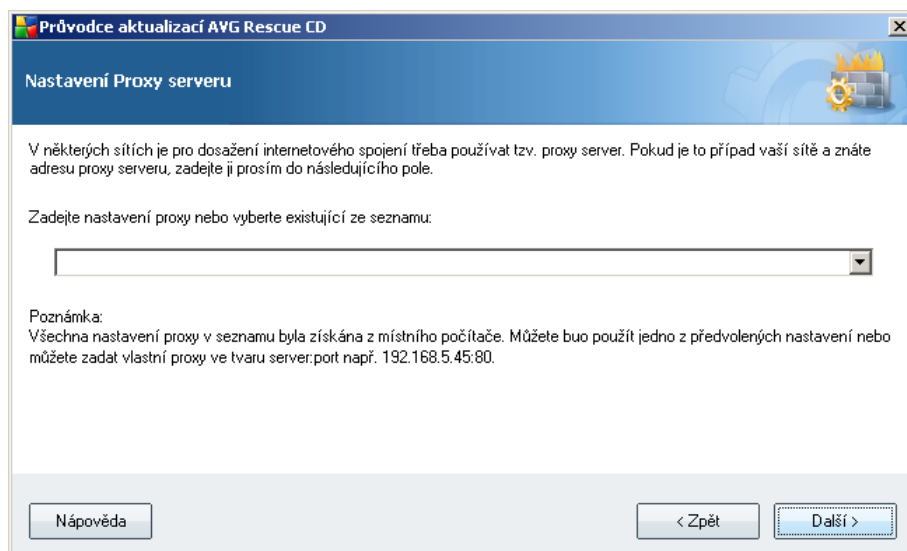 Průvodce aktualizací AVG Rescue CD
Nastavení Proxy serveru
V některých sítích je pro dosažení internetového spojení třeba používat tzv. proxy server. Pokud je to případ vaší sítě a znáte
adresu proxy serveru, zadejte ji prosím do následujícího pole.
Zadejte nastavení proxy nebo vyberte existující ze seznamu:
Poznámka:
Všechna nastavení proxy v seznamu byla získána z místního počítače. Můžete buo použít jedno z předvolených nastavení nebo
můžete zadat vlastní proxy ve tvaru server:port např. 192.168.5.45:80.
Nápověda
< Zpět
Další >